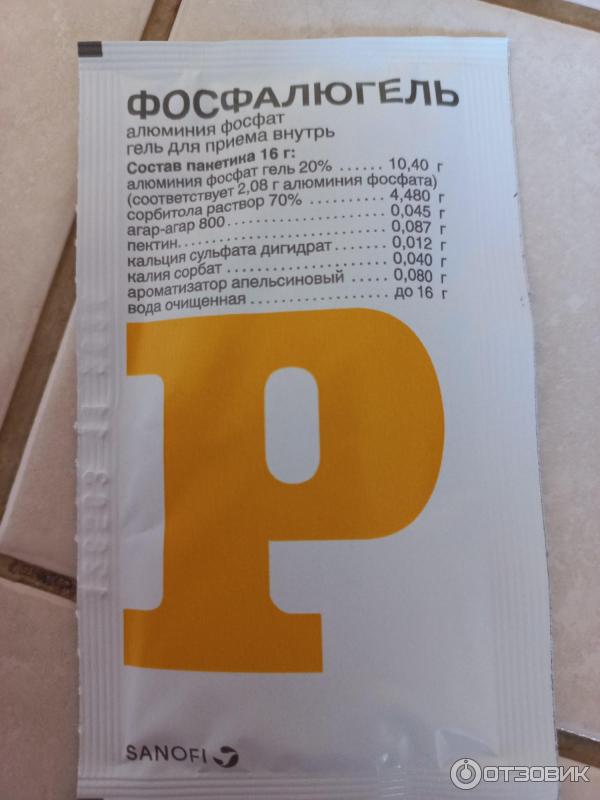 ФОСФАЛЮГЕЛЬ
алюминия фосфат
гель для приема внутрь
Состав пакетика 16 г:
алюминия фосфат гель 20% ...... 10,40 г
(соответствует 2,08 г алюминия фосфата)
сорбитола раствор 70% ............ 4,480 г
агар-агар 800 ........................ 0,045 г
пектин ................................ 0,087 г
кальция сульфата дигидрат ....... 0,012 г
калия сорбат ........................ 0,040 г
ароматизатор апельсиновый ..... 0,080 г
вода очищенная .................... до 16 г
P
SANOFI
ОТЗОВИК